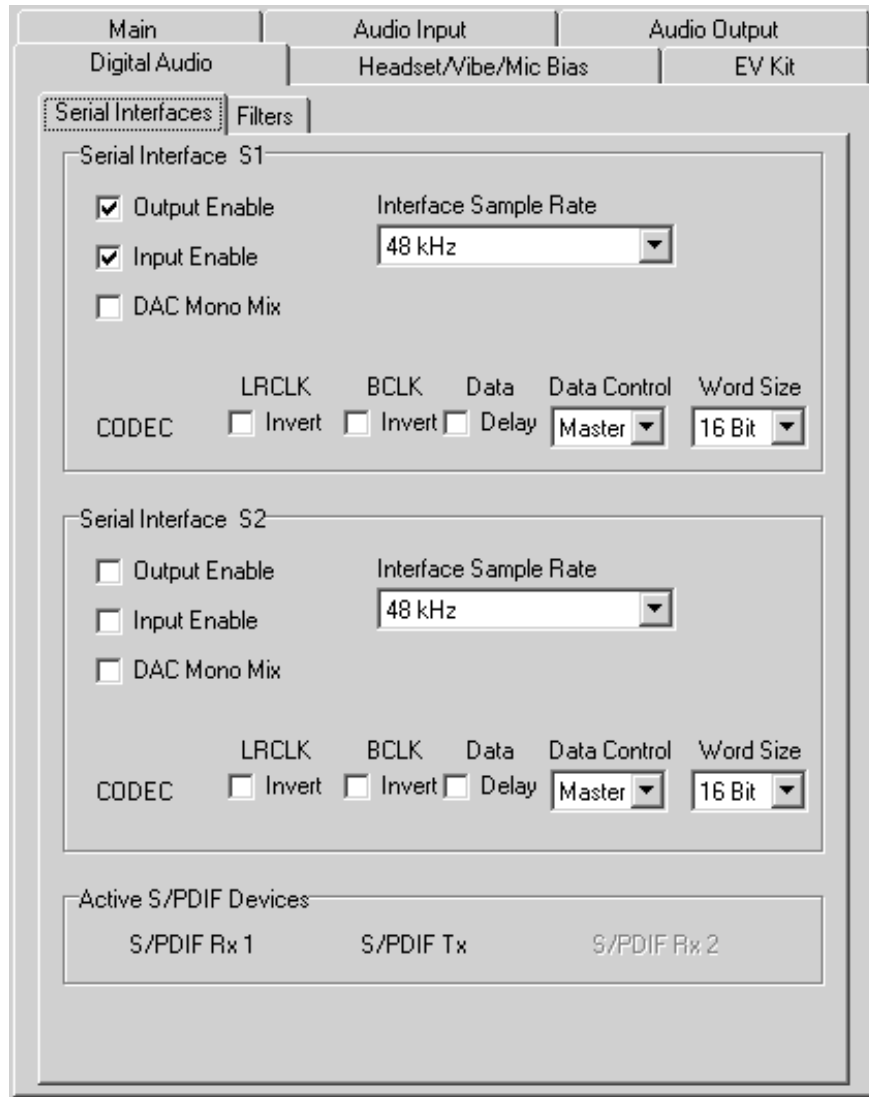 Main Audio Input Audio Output
Digital Audio Headset/Vibe/Mic Bias EV Kit
Serial Interfaces Filters
Serial Interface S1
Output Enable Interface Sample Rate
Input Enable 48 kHz
DAC Mono Mix
LRCLK BCLK Data Data Control Word Size
CODEC Invert Invert Delay Master 16 Bit
Serial Interface S2
Output Enable Interface Sample Rate
Input Enable 48 kHz
DAC Mono Mix
LRCLK BCLK Data Data Control Word Size
CODEC Invert Invert Delay Master 16 Bit
Active S/PDIF Devices
S/PDIF Rx 1 S/PDIF Tx S/PDIF Rx 2